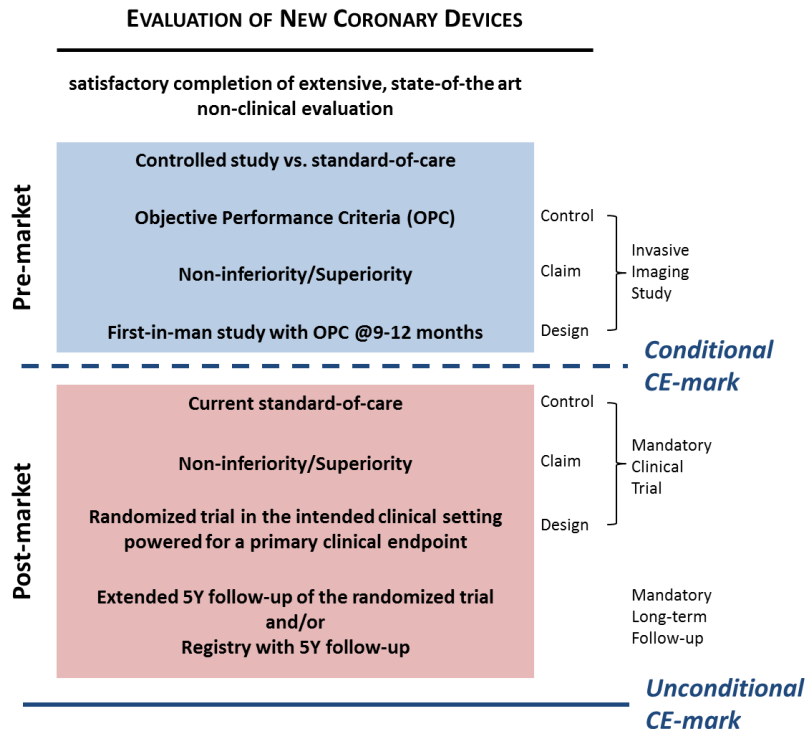 EVALUATION OF NEW CORONARY DEVICES
satisfactory completion of extensive, state-of-the art
non-clinical evaluation
Pre-market
Controlled study vs. standard-of-care
Objective Performance Criteria (OPC)
Control
Non-inferiority/Superiority
Claim
First-in-man study with OPC @9-12 months
Design
Invasive
Imaging
Study
Conditional
CE-mark
Post-market
Current standard-of-care
Control
Non-inferiority/Superiority
Claim
Randomized trial in the intended clinical setting
powered for a primary clinical endpoint
Design
Mandatory
Clinical
Trial
Extended 5Y follow-up of the randomized trial
and/or
Registry with 5Y follow-up
Mandatory
Long-term
Follow-up
Unconditional
CE-mark